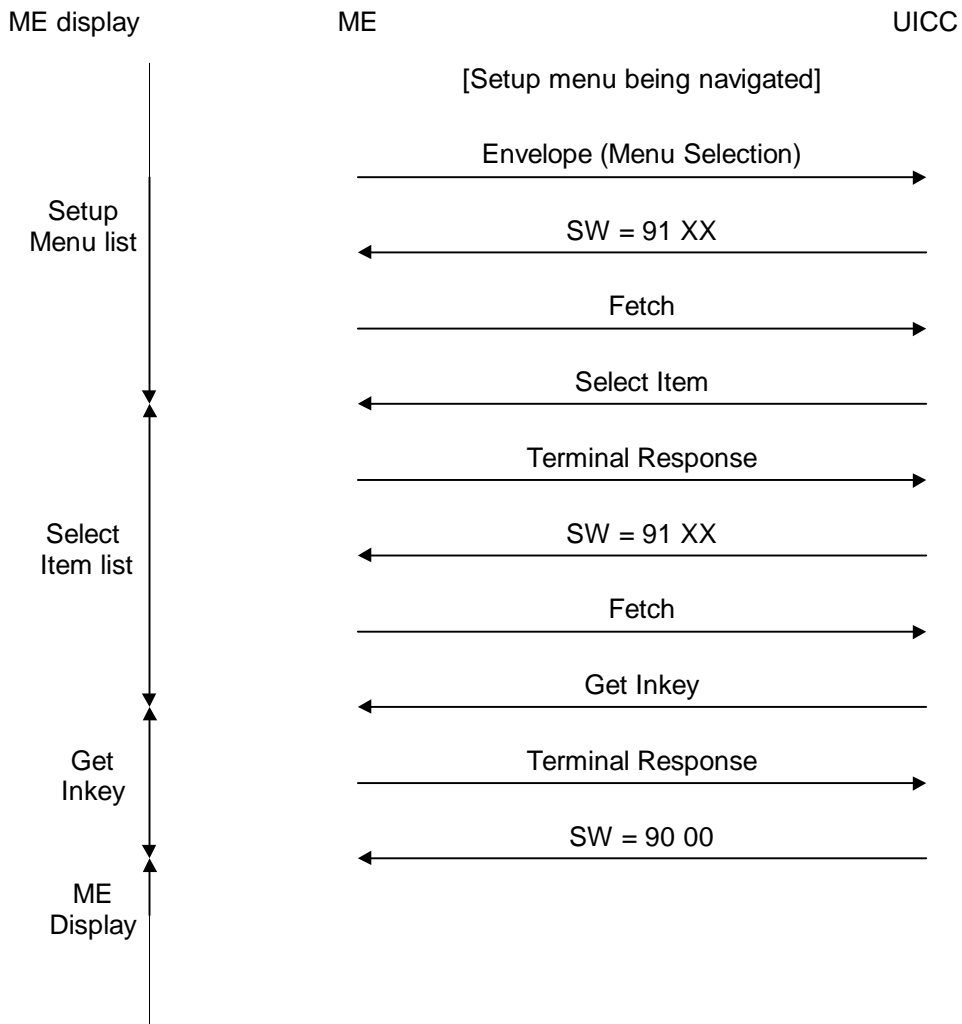 ME display ME UICC
[Setup menu being navigated]
Envelope (Menu Selection)
Setup
Menu list
SW = 91 XX
Fetch
Select Item
Terminal Response
Select
Item list
SW = 91 XX
Fetch
Get Inkey
Get
Inkey
Terminal Response
SW = 90 00
ME
Display